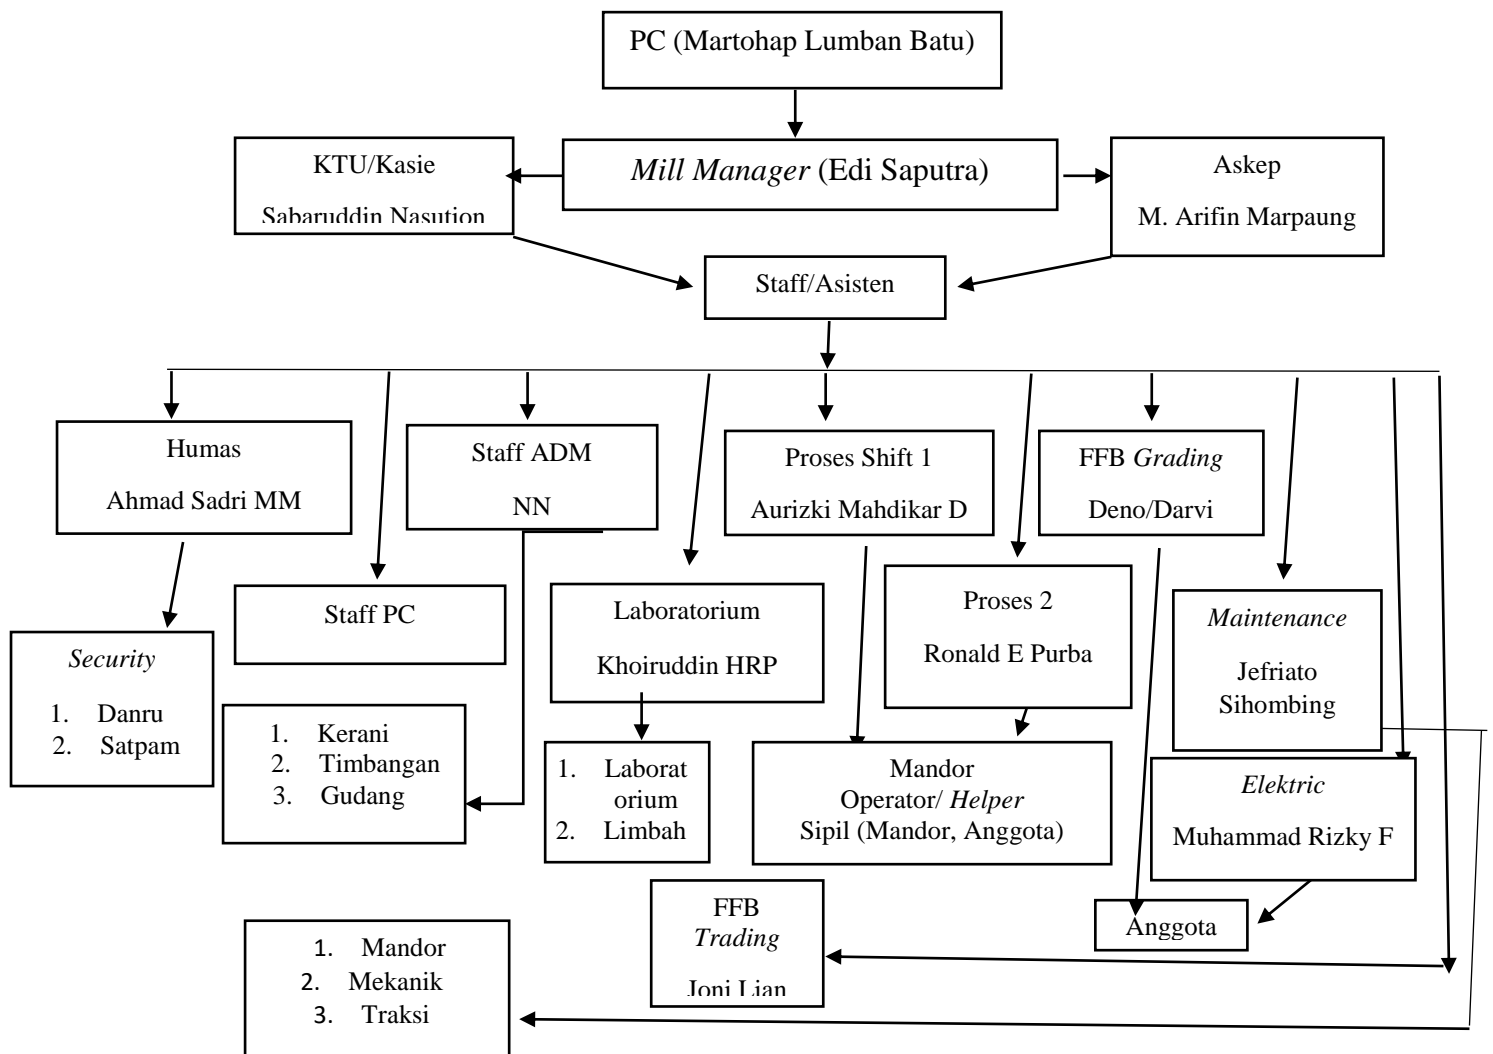 PC (Martohap Lumban Batu)
KTU/Kasie
Sabaruddin Nasution
Mill Manager (Edi Saputra)
Askep
M. Arifin Marpaung
Staff/Asisten
Humas
Ahmad Sadri MM
Staff ADM
NN
Proses Shift 1
Aurizki Mahdikar D
FFB Grading
Deno/Darvi
Staff PC
Laboratorium
Khoiruddin HRP
Proses 2
Ronald E Purba
Maintenance
Jefriato
Sihombing
Security
1. Danru
2. Satpam
1. Kerani
2. Timbangan
3. Gudang
1. Laborat
orium
2. Limbah
Mandor
Operator/ Helper
Sipil (Mandor, Anggota)
Elektric
Muhammad Rizky F
FFB
Trading
Joni Lian
Anggota
1. Mandor
2. Mekanik
3. Traksi